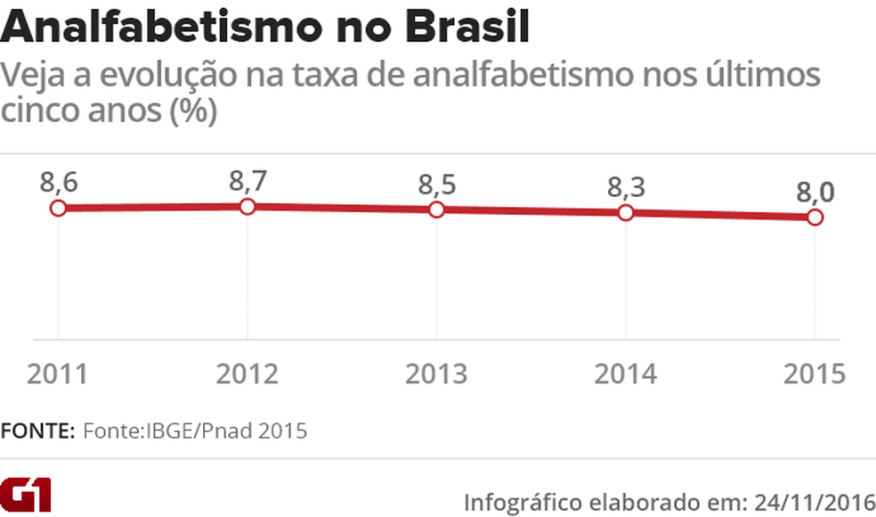 Analfabetismo no Brasil
Veja a evolução na taxa de analfabetismo nos últimos
cinco anos (%)
8,6 8,7 8,5 8,3 8,0
2011 2012 2013 2014 2015
FONTE: Fonte:IBGE/Pnad 2015
G1
Infográfico elaborado em: 24/11/2016